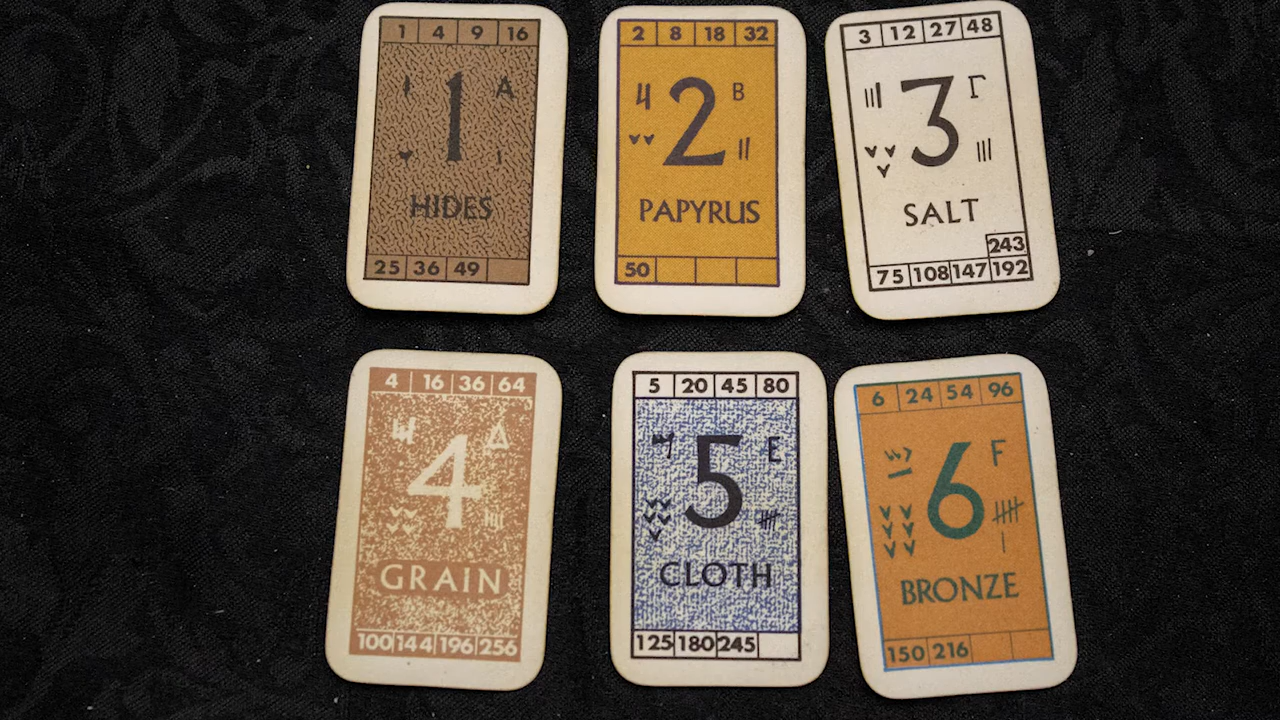 1 4 9 16
1 A
HIDES
25 36 49
2 8 18 32
2 B
PAPYRUS
50
3 12 27 48
3 Γ
SALT
243
75 108 147 192
4 16 36 64
4 Δ
GRAIN
100 144 196 256
5 20 45 80
5 E
CLOTH
125 180 245
6 24 54 96
6 F
BRONZE
150 216